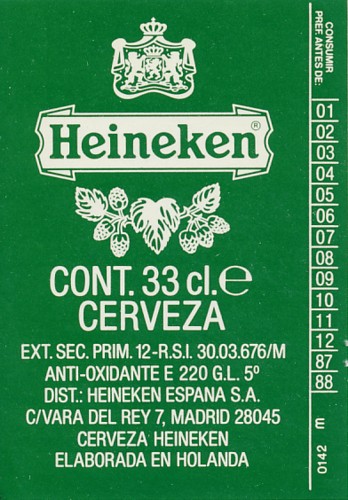 Heineken®
CONT. 33 cl. e
CERVEZA
EXT. SEC. PRIM. 12-R.S.I. 30.03.676/M
ANTI-OXIDANTE E 220 G.L. 5º
DIST.: HEINEKEN ESPANA S.A.
C/VARA DEL REY 7, MADRID 28045
CERVEZA HEINEKEN
ELABORADA EN HOLANDA
CONSUMIR
PREF. ANTES DE:
01
02
03
04
05
06
07
08
09
10
11
12
87
88
0142 m